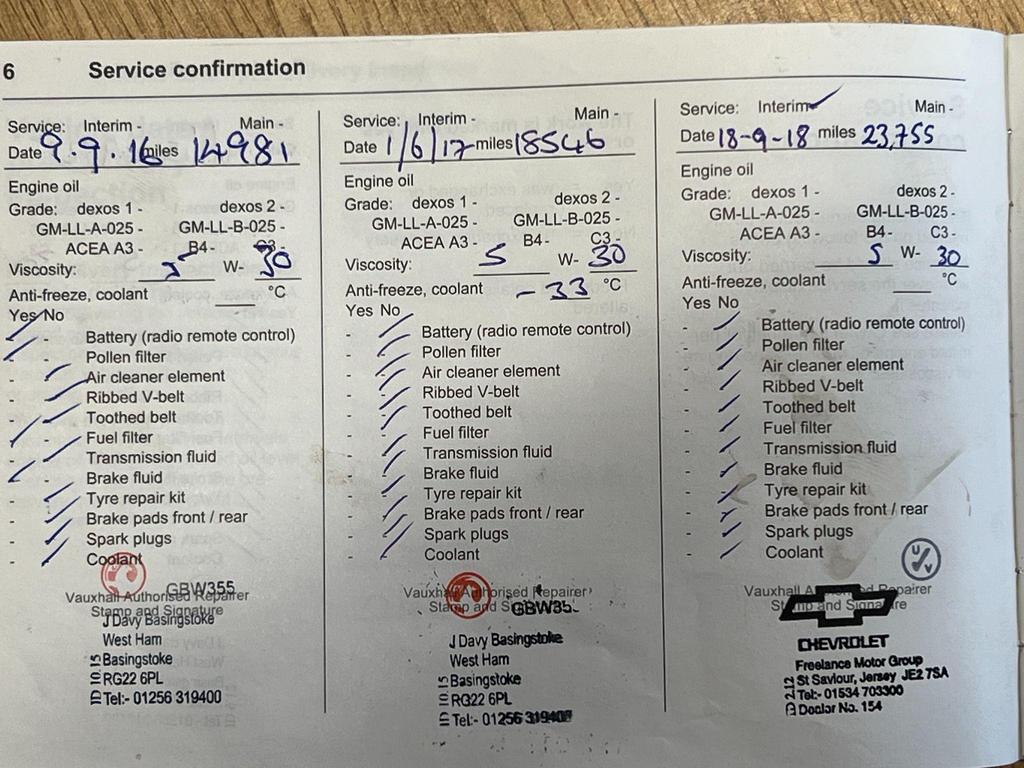 6 Service confirmation
Service: Interim - Main -
Date 9.9.16 miles 14981
Engine oil
Grade: dexos 1 - dexos 2 -
GM-LL-A-025 - GM-LL-B-025 -
ACEA A3 - B4- C3 -
Viscosity: 5 W- 30
Anti-freeze, coolant °C
Yes No
Battery (radio remote control)
Pollen filter
Air cleaner element
Ribbed V-belt
Toothed belt
Fuel filter
Transmission fluid
Brake fluid
Tyre repair kit
Brake pads front / rear
Spark plugs
Coolant
GBW355
Vauxhall Authorised Repairer
Stamp and Signature
J Davy Basingstoke
West Ham
Basingstoke
RG22 6PL
Tel:- 01256 319400
Service: Interim - Main -
Date 1/6/17 miles 18546
Engine oil
Grade: dexos 1 - dexos 2 -
GM-LL-A-025 - GM-LL-B-025 -
ACEA A3 - B4- C3 -
Viscosity: 5 W- 30
Anti-freeze, coolant -33 °C
Yes No
- Battery (radio remote control)
- Pollen filter
- Air cleaner element
- Ribbed V-belt
- Toothed belt
- Fuel filter
- Transmission fluid
- Brake fluid
- Tyre repair kit
- Brake pads front / rear
- Spark plugs
- Coolant
Vauxhall Authorised Repairer
Stamp and
J Davy Basingstoke
West Ham
Basingstoke
RG22 6PL
Tel:- 01256 319400
Service: Interim ✓ Main -
Date 18-9-18 miles 23,755
Engine oil
Grade: dexos 1 - dexos 2 -
GM-LL-A-025 - GM-LL-B-025 -
ACEA A3 - B4- C3 -
Viscosity: 5 W- 30
Anti-freeze, coolant °C
Yes No
- Battery (radio remote control)
- Pollen filter
- Air cleaner element
- Ribbed V-belt
- Toothed belt
- Fuel filter
- Transmission fluid
- Brake fluid
- Tyre repair kit
- Brake pads front / rear
- Spark plugs
- Coolant
Vauxhall Authorised Repairer
Stamp and Signature
CHEVROLET
Freelance Motor Group
St Saviour, Jersey JE2 7SA
Tel:- 01534 703300
Dealer No. 154